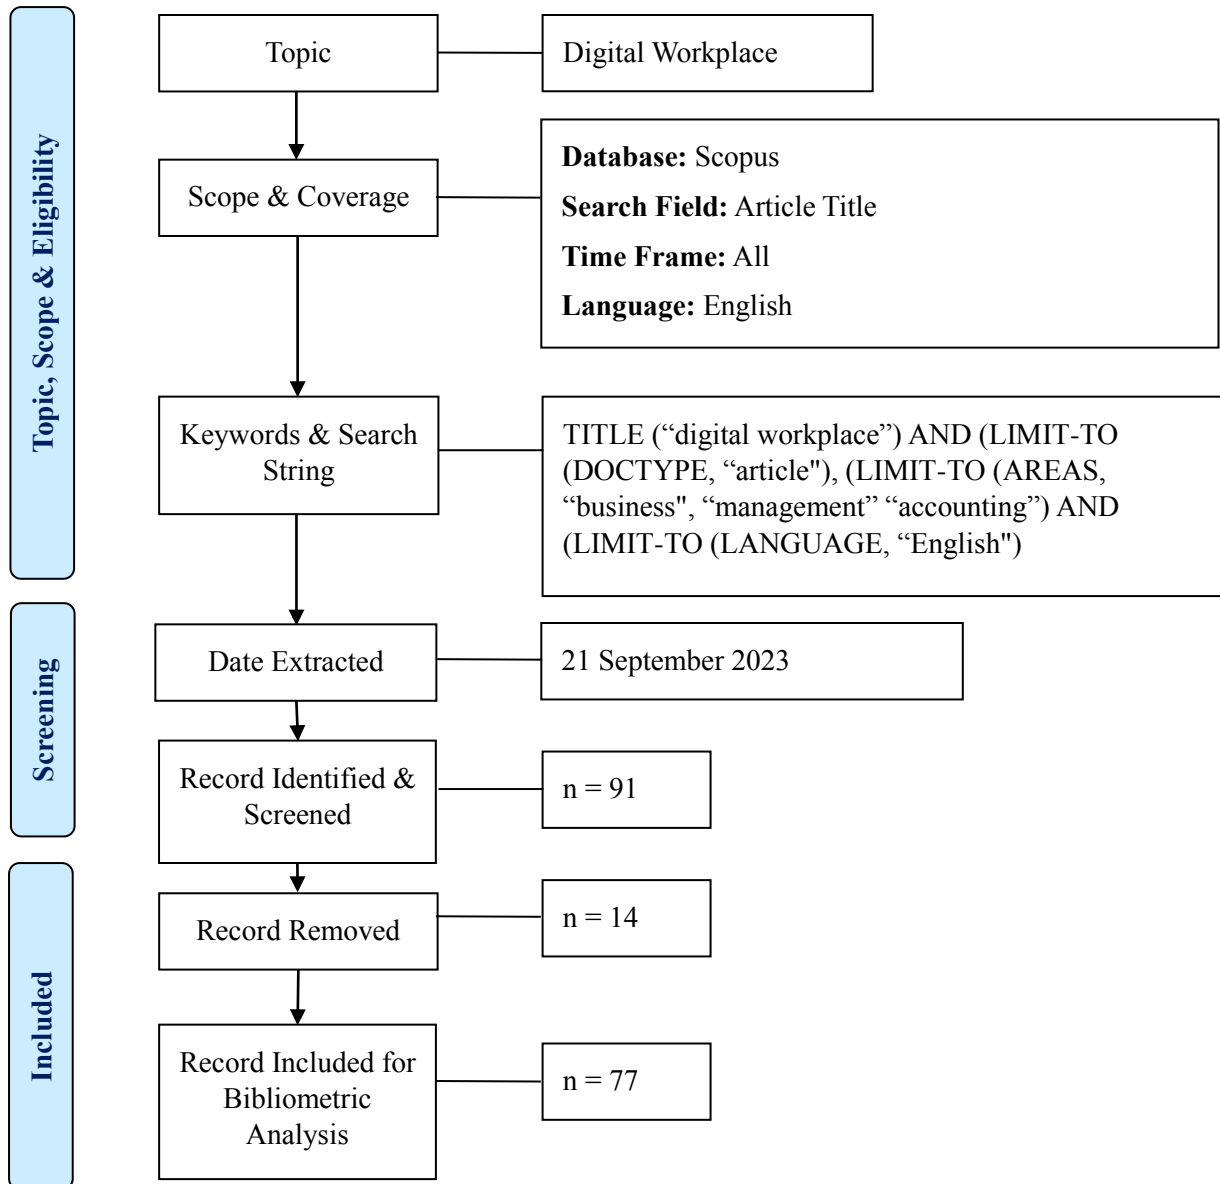 Topic, Scope & Eligibility
Topic
Digital Workplace
Scope & Coverage
Database: Scopus
Search Field: Article Title
Time Frame: All
Language: English
Keywords & Search
String
TITLE (“digital workplace”) AND (LIMIT-TO
(DOCTYPE, “article"), (LIMIT-TO (AREAS,
“business", “management” “accounting”) AND
(LIMIT-TO (LANGUAGE, “English")
Screening
Date Extracted
21 September 2023
Record Identified &
Screened
n = 91
Included
Record Removed
n = 14
Record Included for
Bibliometric
Analysis
n = 77